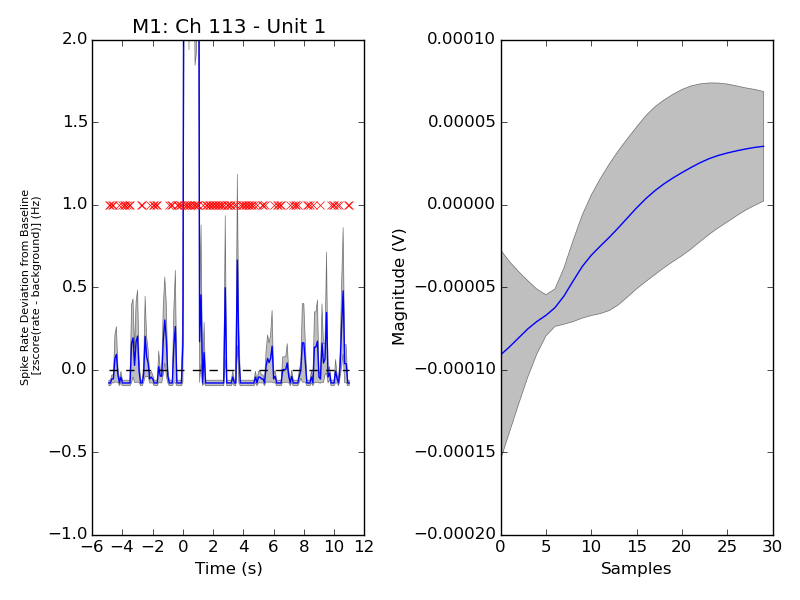 M1: Ch 113 - Unit 1
2.0
1.5
1.0
0.5
0.0
−0.5
−1.0
−6 −4 −2 0 2 4 6 8 10 12
Time (s)
Spike Rate Deviation from Baseline
[zscore(rate - background)] (Hz)
0.00010
0.00005
0.00000
−0.00005
−0.00010
−0.00015
−0.00020
0 5 10 15 20 25 30
Samples
Magnitude (V)